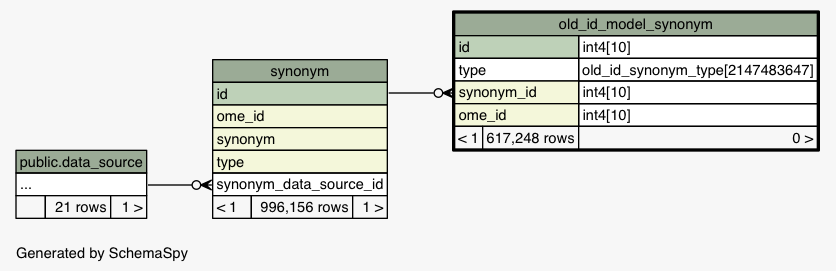 old_id_model_synonym
id int4[10]
type old_id_synonym_type[2147483647]
synonym_id int4[10]
ome_id int4[10]
< 1 617,248 rows 0 >
synonym
id
ome_id
synonym
type
synonym_data_source_id
< 1 996,156 rows 1 >
public.data_source
...
21 rows 1 >
Generated by SchemaSpy